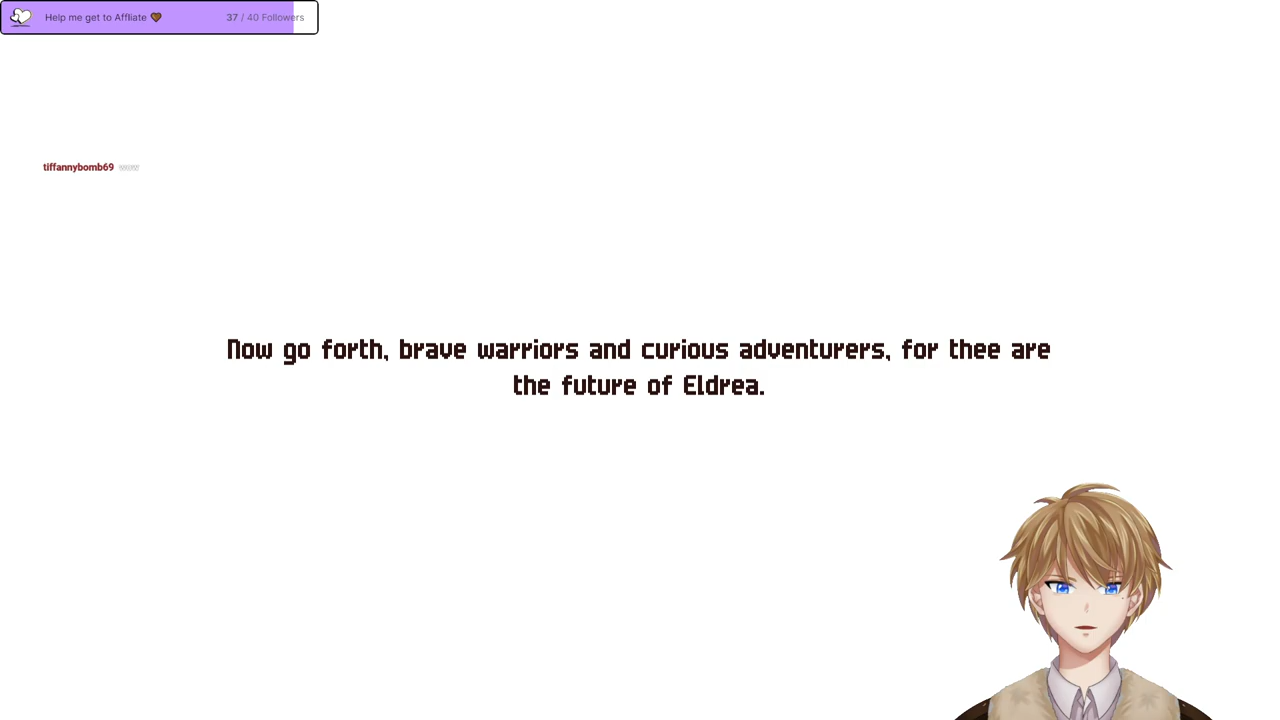 Help me get to Affliate 🤎 37 / 40 Followers
tiffannybomb69 wow
Now go forth, brave warriors and curious adventurers, for thee are
the future of Eldrea.